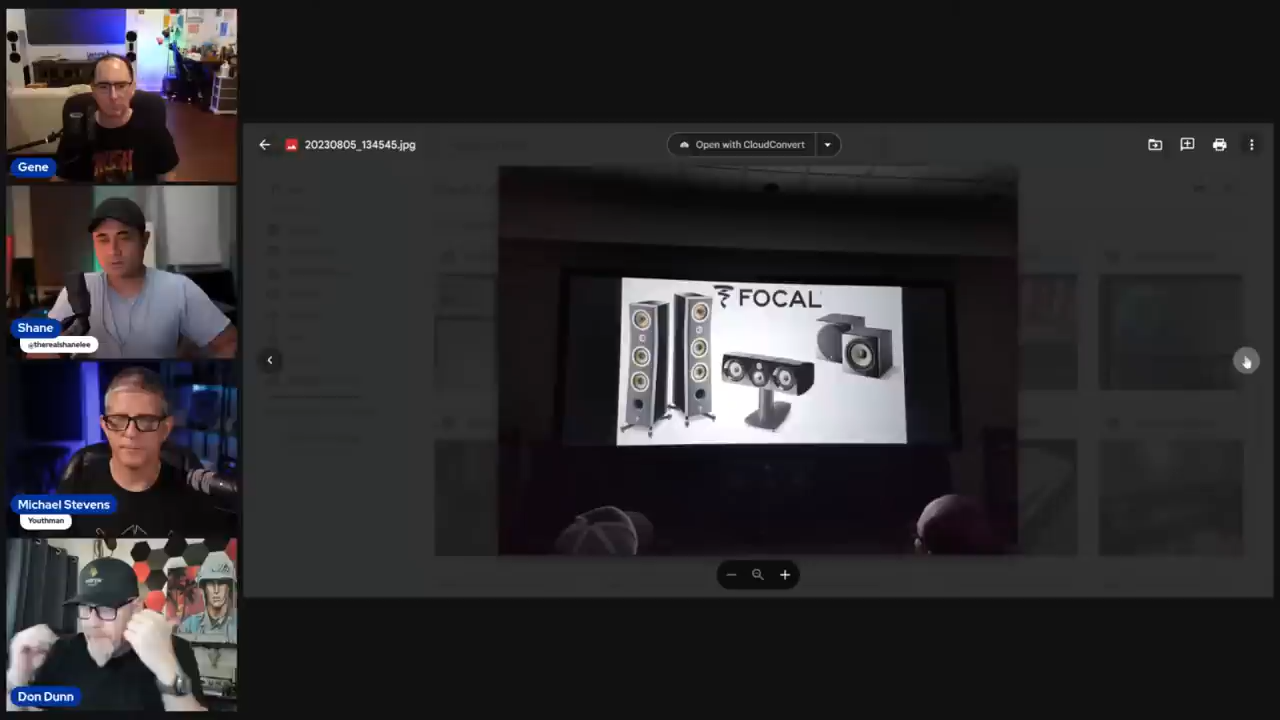 Gene
Shane
@therealshanelee
Michael Stevens
Youthman
Don Dunn
20230805_134545.jpg
Open with CloudConvert
FOCAL